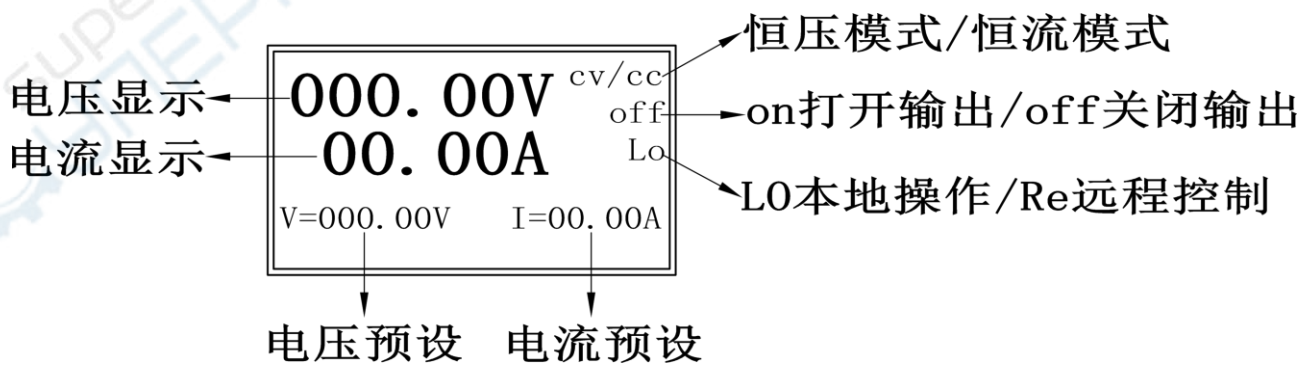 恒压模式/恒流模式
电压显示
000.00V
cv/cc
off
on打开输出/off关闭输出
电流显示
00.00A
Lo
LO本地操作/Re远程控制
V=000.00V
I=00.00A
电压预设
电流预设